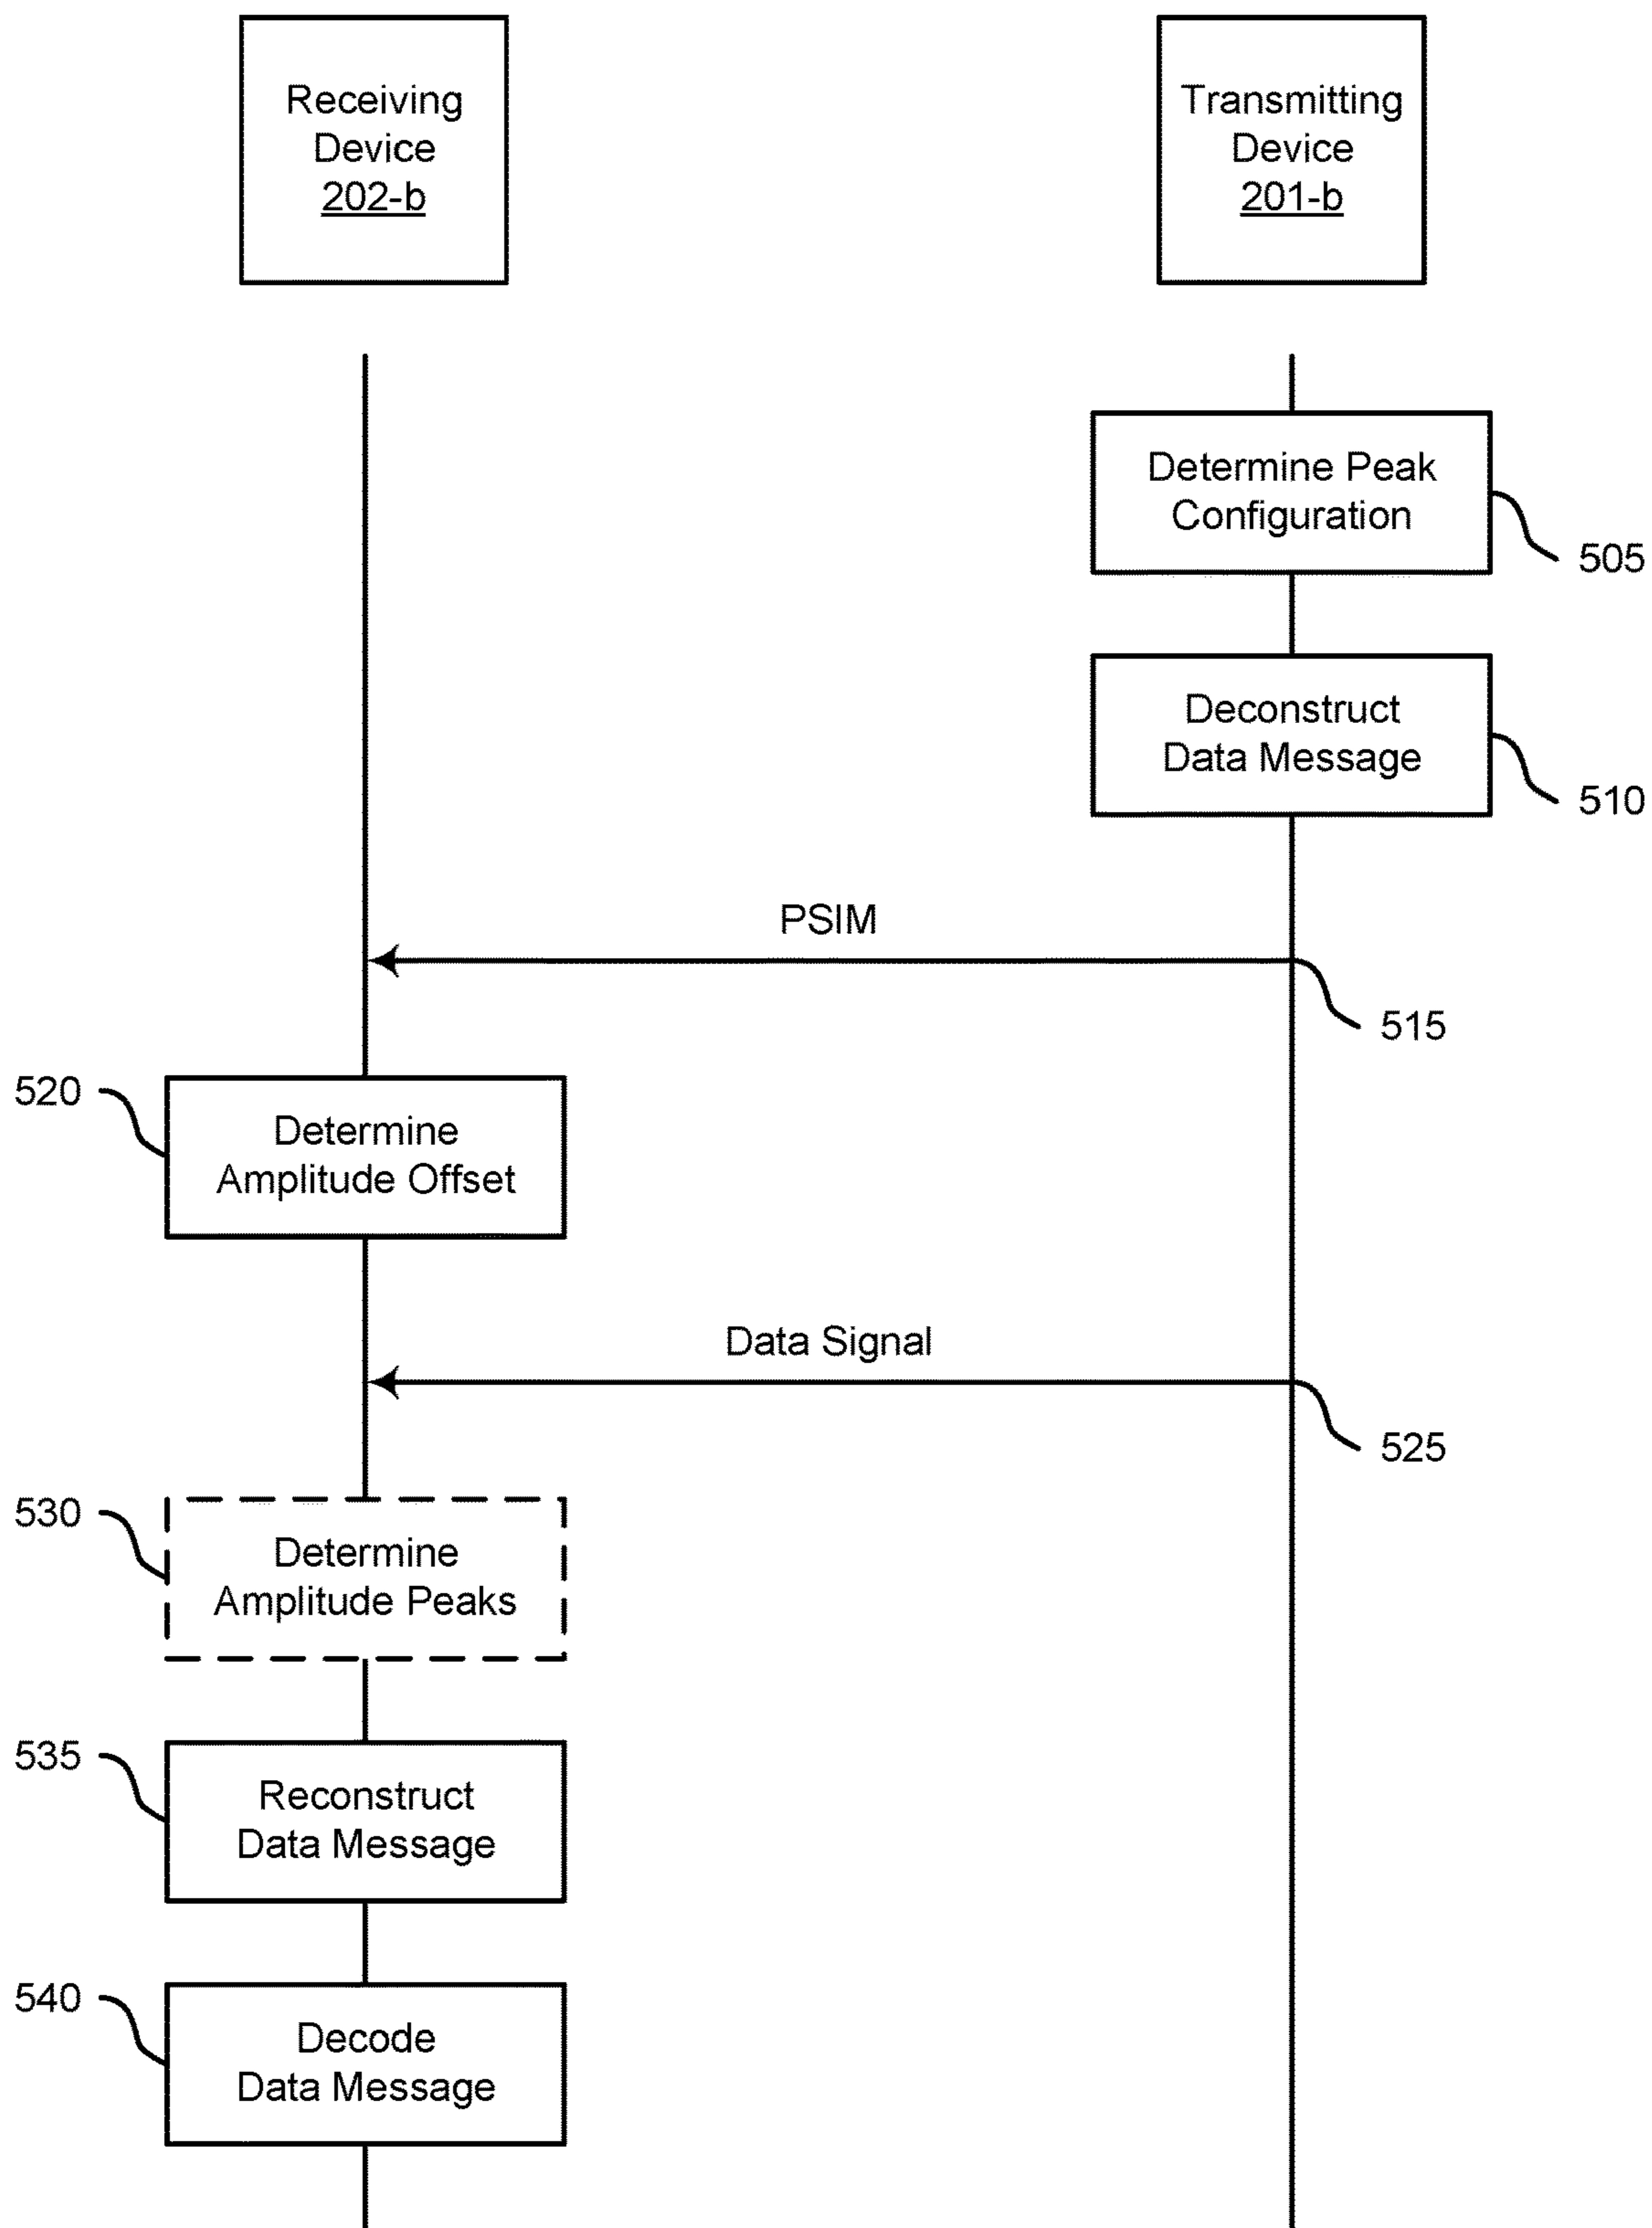 Receiving
Device
202-b
Transmitting
Device
201-b
Determine Peak
Configuration
505
Deconstruct
Data Message
510
PSIM
515
520
Determine
Amplitude Offset
Data Signal
525
530
Determine
Amplitude Peaks
535
Reconstruct
Data Message
540
Decode
Data Message